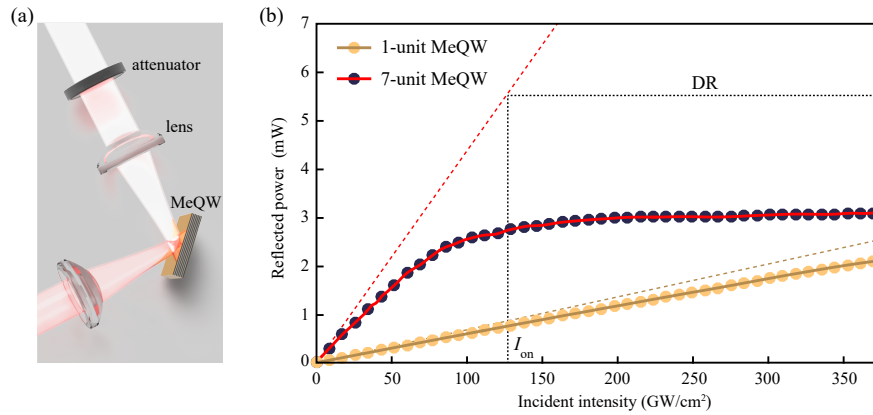 (a)
attenuator
lens
MeQW
(b)
7
6
5
4
3
2
1
0
Reflected power (mW)
1-unit MeQW
7-unit MeQW
DR
I on
0 50 100 150 200 250 300 350
Incident intensity (GW/cm²)